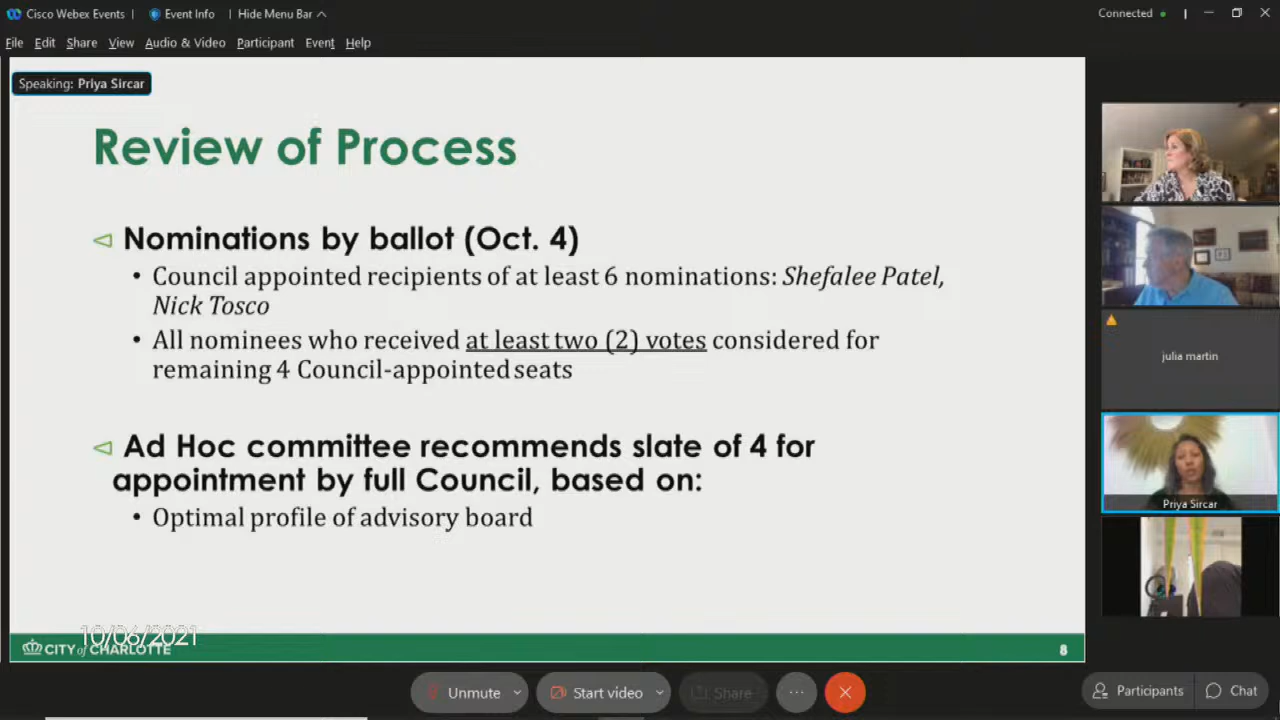 Cisco Webex Events | Event Info | Hide Menu Bar
Connected
File Edit Share View Audio & Video Participant Event Help
Speaking: Priya Sircar
Review of Process
Nominations by ballot (Oct. 4)
• Council appointed recipients of at least 6 nominations: Shefalee Patel,
Nick Tosco
• All nominees who received at least two (2) votes considered for
remaining 4 Council-appointed seats
Ad Hoc committee recommends slate of 4 for
appointment by full Council, based on:
• Optimal profile of advisory board
julia martin
Priya Sircar
10/06/2021
CITY of CHARLOTTE
8
Unmute
Start video
Share
Participants
Chat